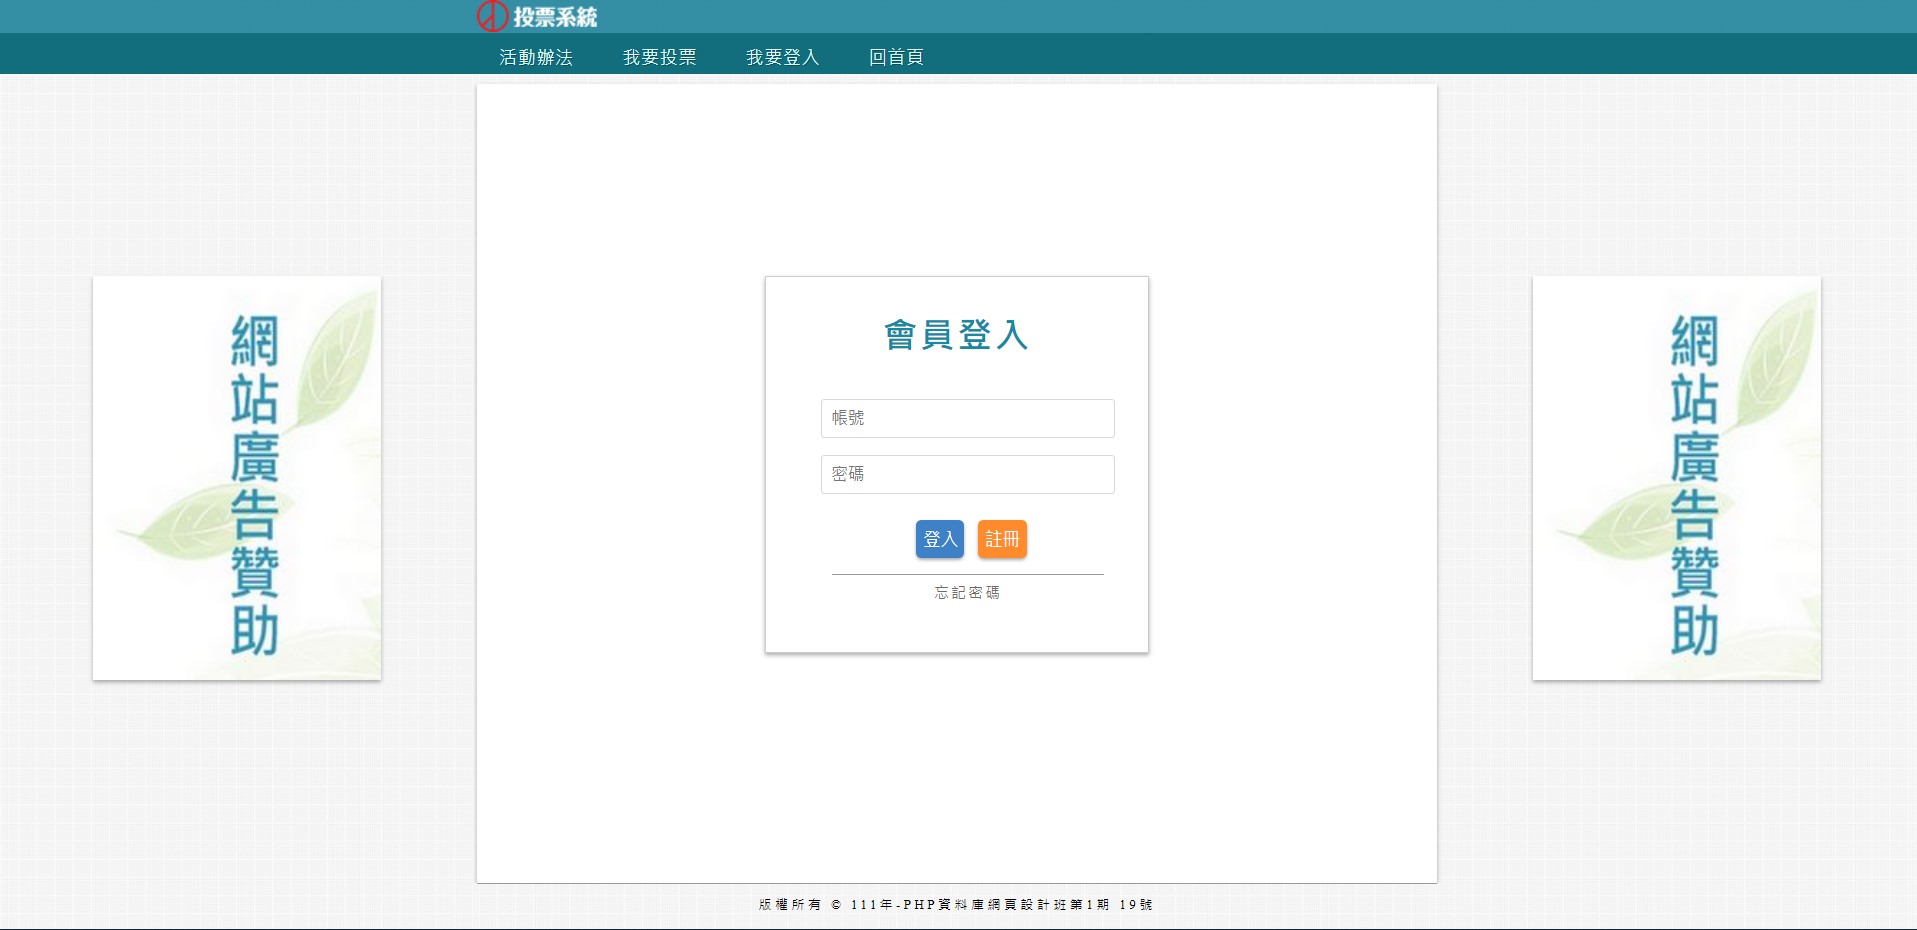 投票系統
活動辦法 我要投票 我要登入 回首頁
網站廣告贊助
會員登入
帳號
密碼
登入 註冊
忘記密碼
網站廣告贊助
版權所有 © 111年-PHP資料庫網頁設計班第1期 19號